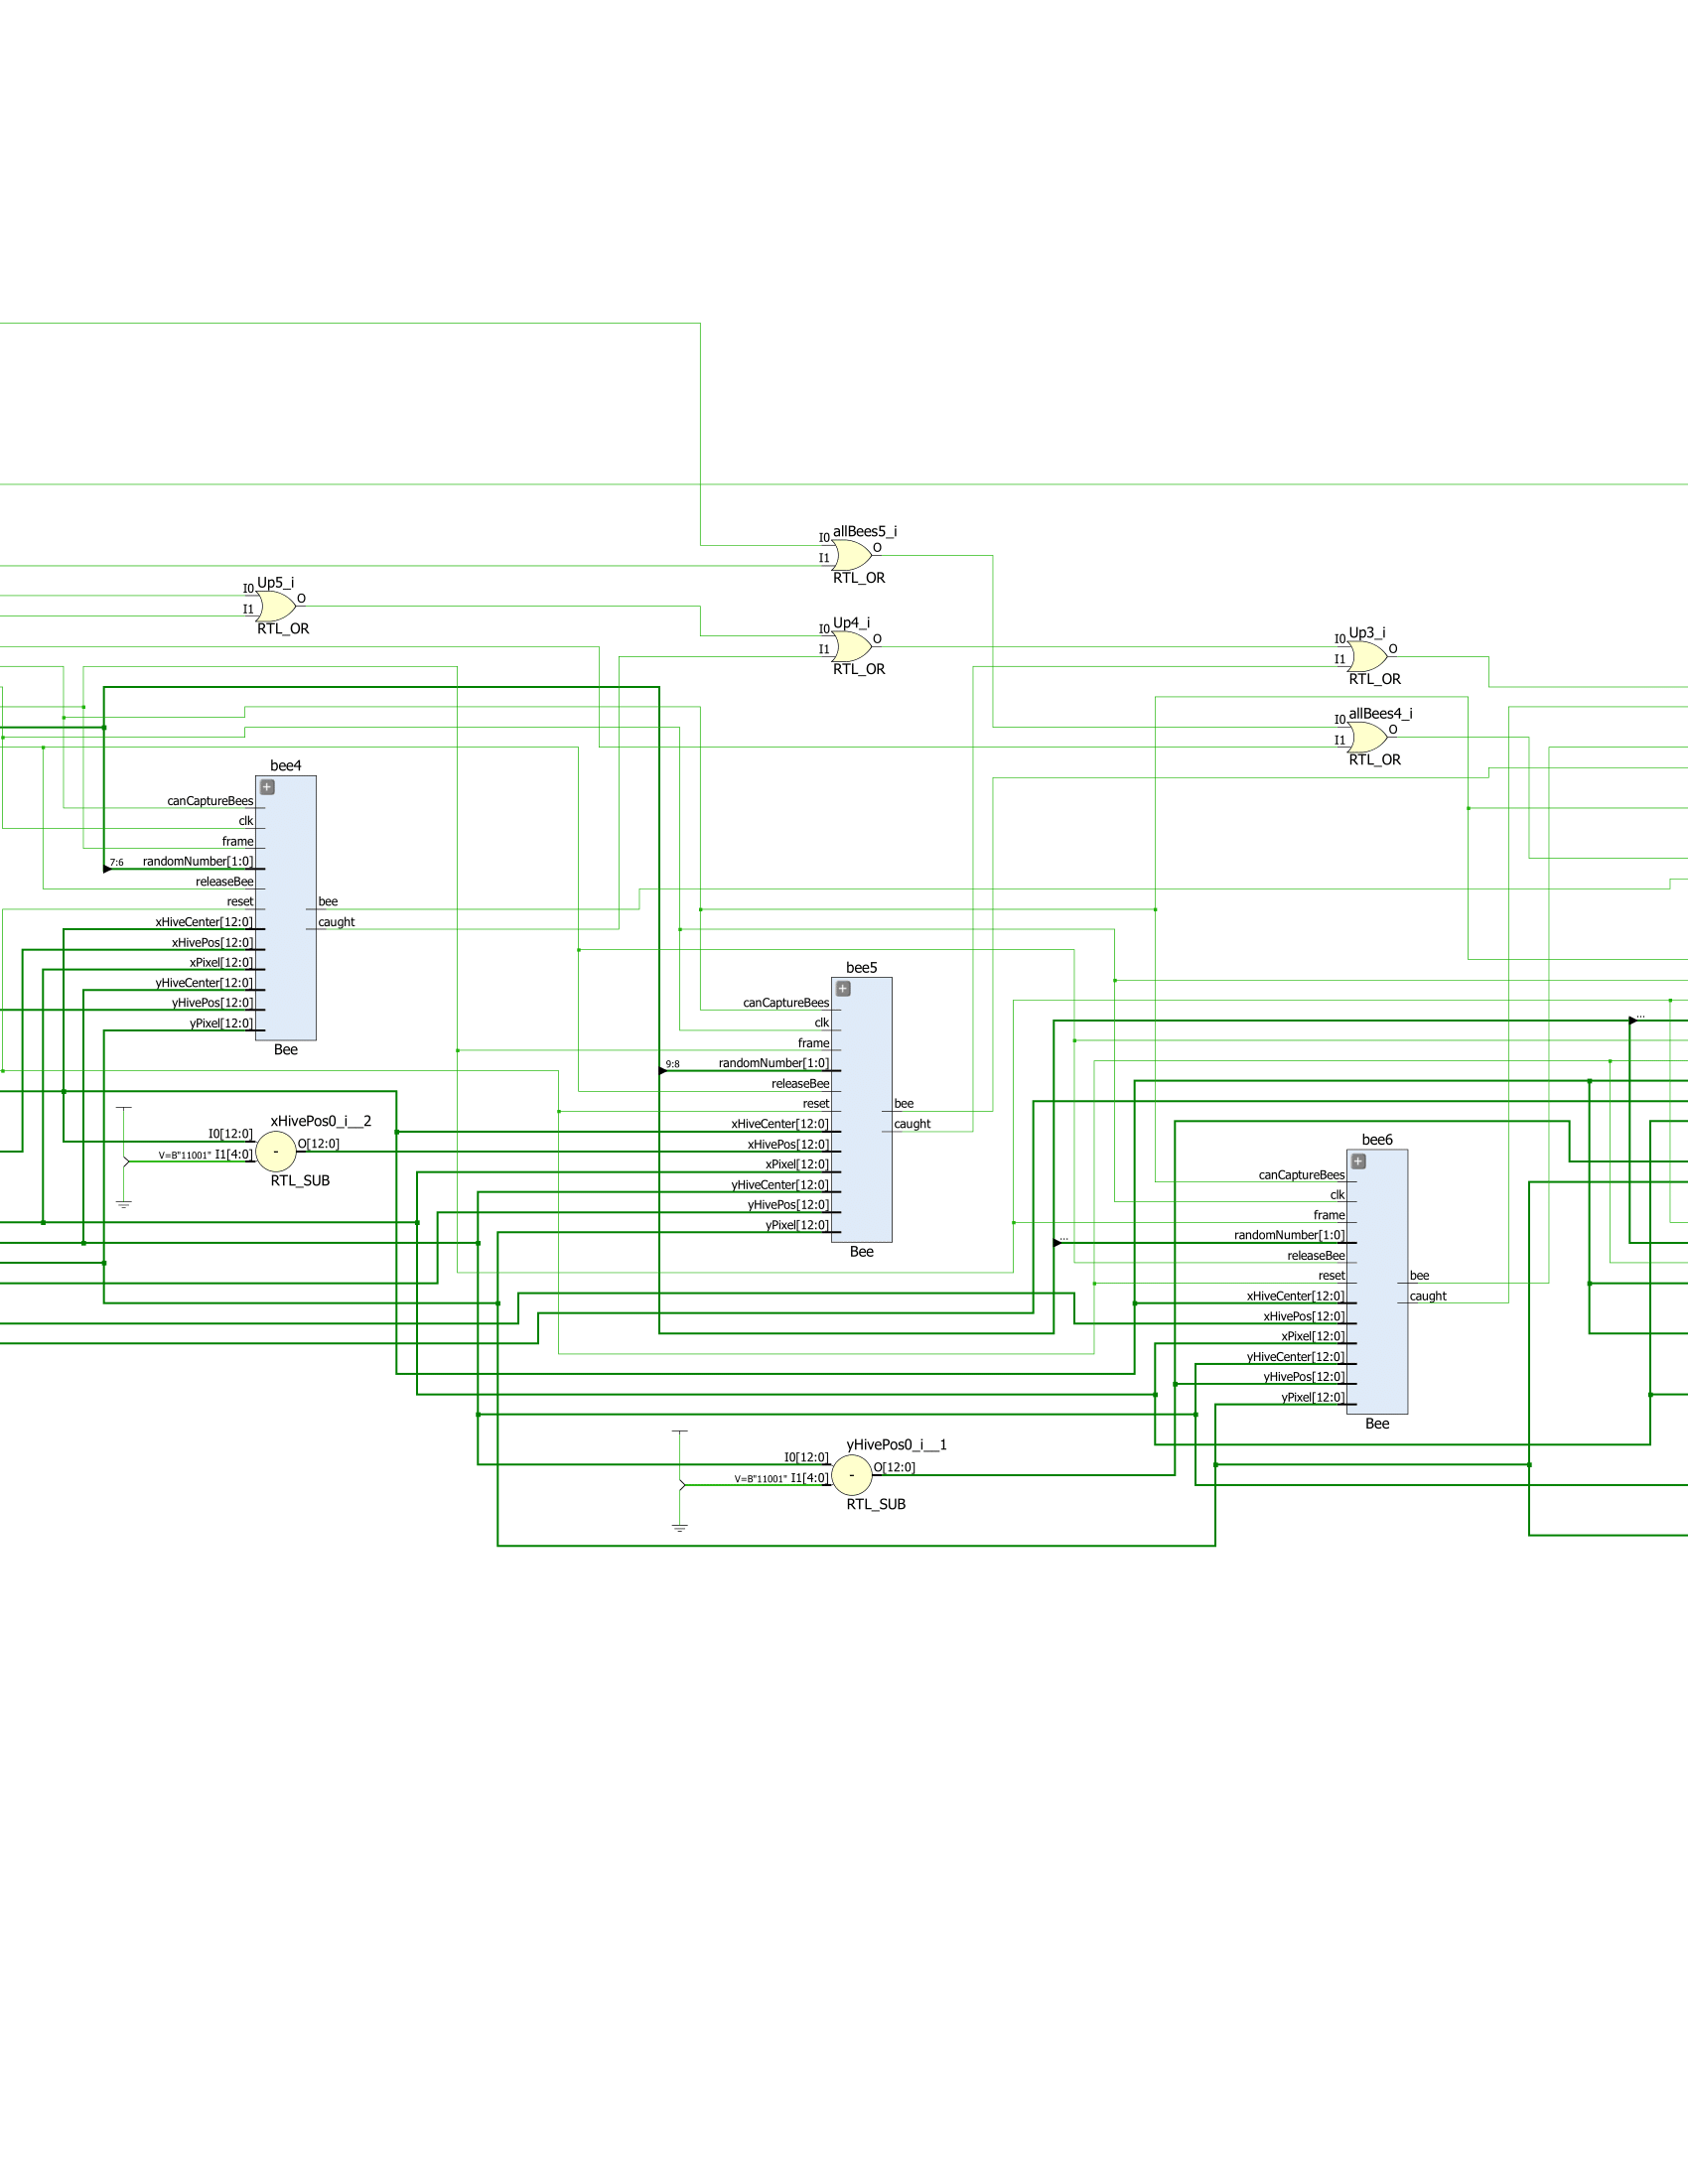 allBees5_i
I0
O
I1
RTL_OR
Up5_i
I0
O
I1
RTL_OR
Up4_i
I0
O
I1
RTL_OR
Up3_i
I0
O
I1
RTL_OR
allBees4_i
I0
O
I1
RTL_OR
bee4
canCaptureBees
clk
frame
7:6 randomNumber[1:0]
releaseBee
reset
bee
xHiveCenter[12:0]
caught
xHivePos[12:0]
xPixel[12:0]
yHiveCenter[12:0]
yHivePos[12:0]
yPixel[12:0]
Bee
bee5
canCaptureBees
clk
frame
9:8 randomNumber[1:0]
releaseBee
reset
bee
xHiveCenter[12:0]
caught
xHivePos[12:0]
xPixel[12:0]
yHiveCenter[12:0]
yHivePos[12:0]
yPixel[12:0]
Bee
...
xHivePos0_i__2
I0[12:0]
O[12:0]
V=B"11001" I1[4:0]
-
RTL_SUB
bee6
canCaptureBees
clk
frame
... randomNumber[1:0]
releaseBee
reset
bee
xHiveCenter[12:0]
caught
xHivePos[12:0]
xPixel[12:0]
yHiveCenter[12:0]
yHivePos[12:0]
yPixel[12:0]
Bee
yHivePos0_i__1
I0[12:0]
O[12:0]
V=B"11001" I1[4:0]
-
RTL_SUB